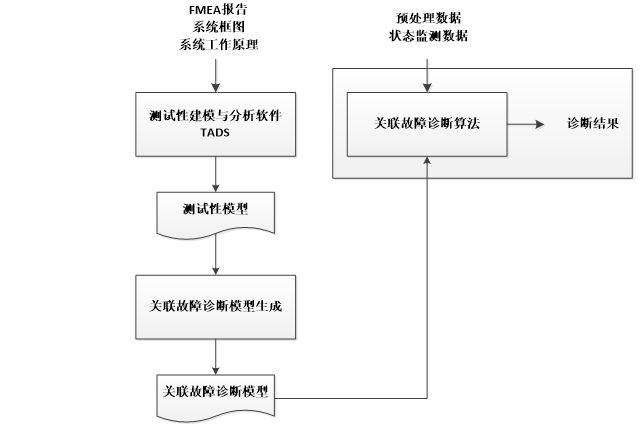 FMEA报告
系统框图
系统工作原理
测试性建模与分析软件
TADS
测试性模型
关联故障诊断模型生成
关联故障诊断模型
预处理数据
状态监测数据
关联故障诊断算法
诊断结果